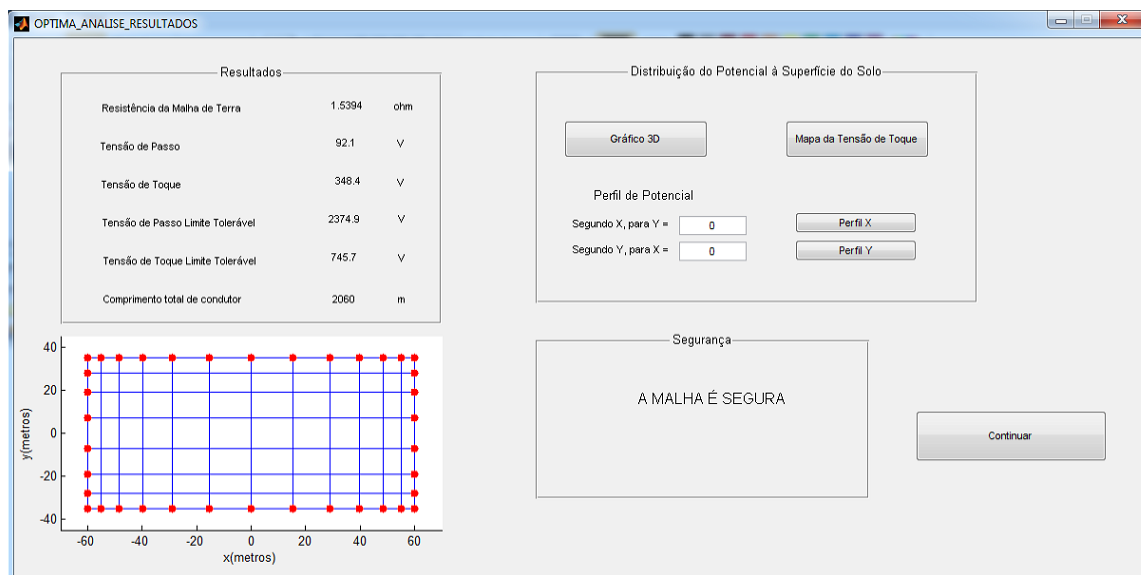 OPTIMA_ANALISE_RESULTADOS
Resultados
Resistência da Malha de Terra 1.5394 ohm
Tensão de Passo 92.1 V
Tensão de Toque 348.4 V
Tensão de Passo Limite Tolerável 2374.9 V
Tensão de Toque Limite Tolerável 745.7 V
Comprimento total de condutor 2060 m
Distribuição do Potencial à Superfície do Solo
Gráfico 3D
Mapa da Tensão de Toque
Perfil de Potencial
Segundo X, para Y = 0 Perfil X
Segundo Y, para X = 0 Perfil Y
40
20
0
-20
-40
y(metros)
-60 -40 -20 0 20 40 60
x(metros)
Segurança
A MALHA É SEGURA
Continuar